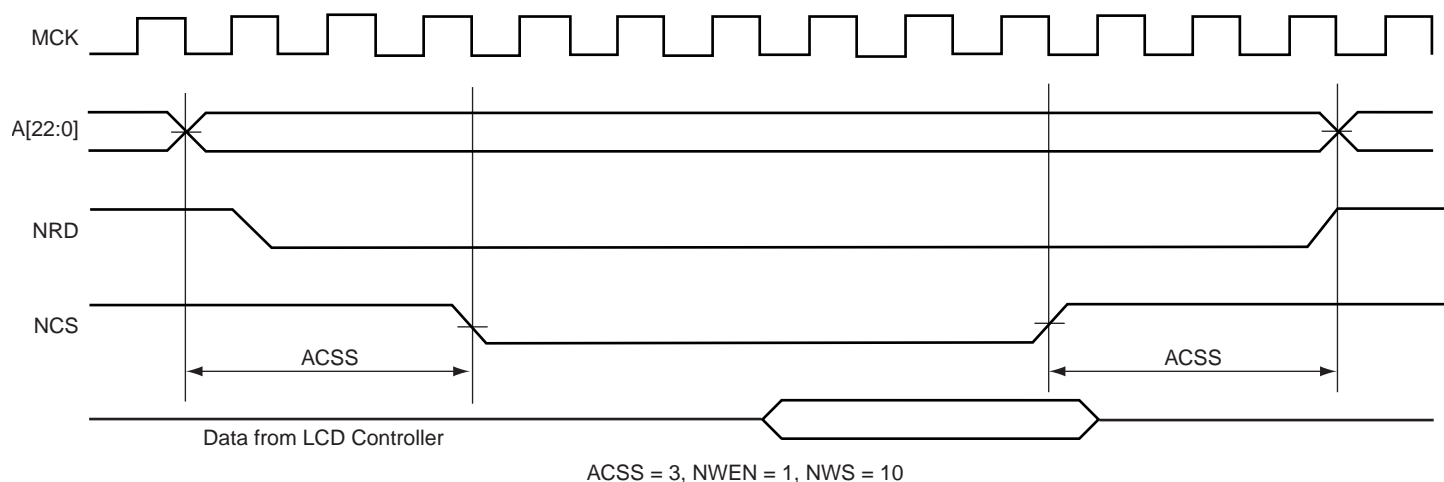 MCK
A[22:0]
NRD
NCS
ACSS
ACSS
Data from LCD Controller
ACSS = 3, NWEN = 1, NWS = 10